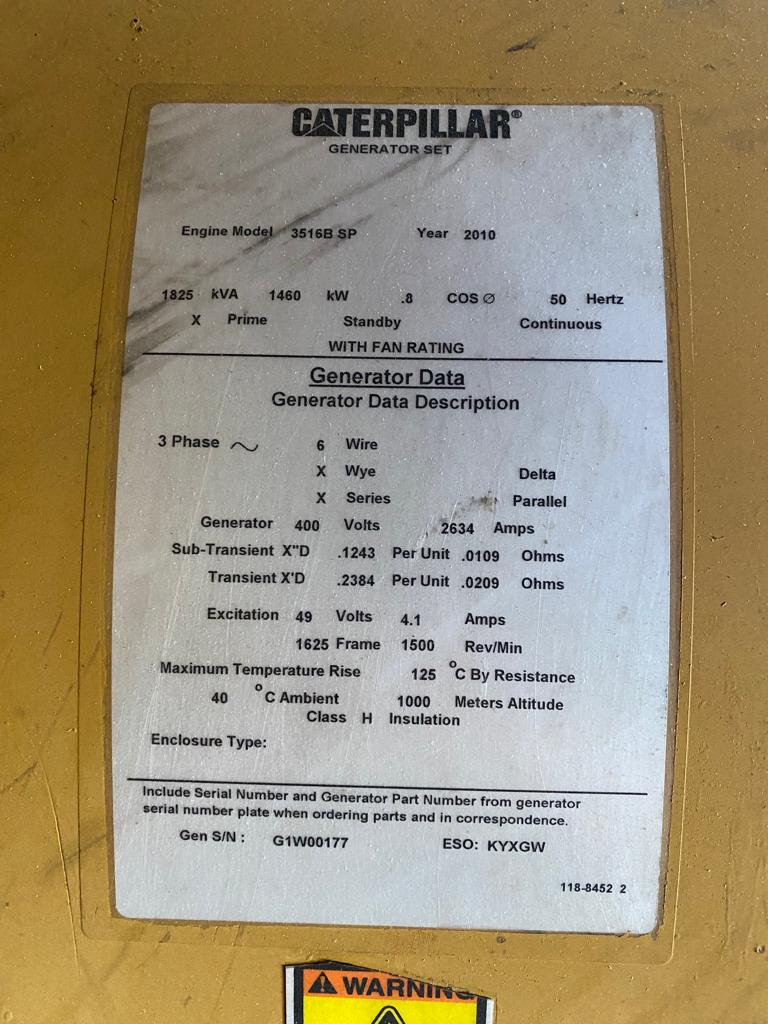 CATERPILLAR®
GENERATOR SET
Engine Model 3516B SP Year 2010
1825 kVA 1460 kW .8 COS Ø 50 Hertz
X Prime Standby Continuous
WITH FAN RATING
Generator Data
Generator Data Description
3 Phase ~ 6 Wire
X Wye Delta
X Series Parallel
Generator 400 Volts 2634 Amps
Sub-Transient X"D .1243 Per Unit .0109 Ohms
Transient X'D .2384 Per Unit .0209 Ohms
Excitation 49 Volts 4.1 Amps
1625 Frame 1500 Rev/Min
Maximum Temperature Rise 125 °C By Resistance
40 °C Ambient 1000 Meters Altitude
Class H Insulation
Enclosure Type:
Include Serial Number and Generator Part Number from generator
serial number plate when ordering parts and in correspondence.
Gen S/N : G1W00177 ESO: KYXGW
118-8452 2
WARNING